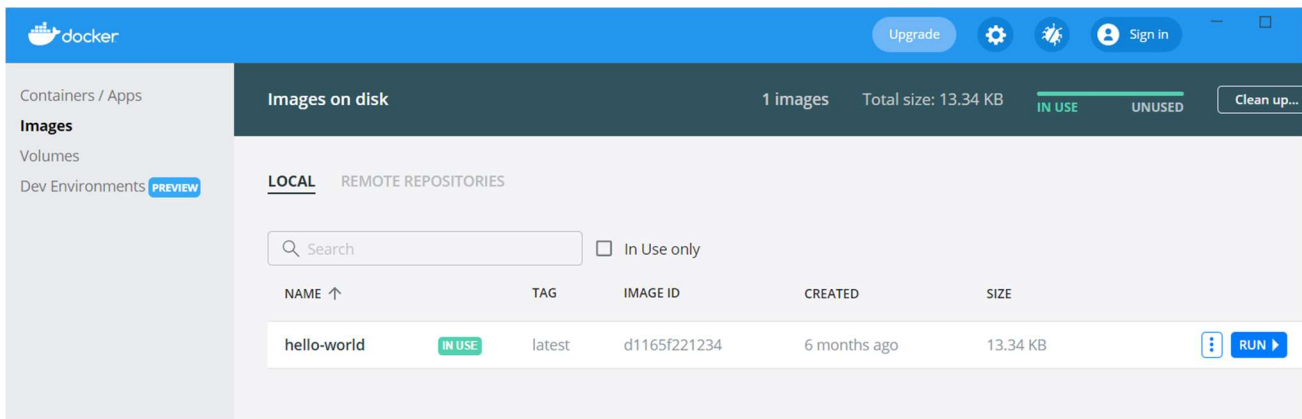 docker
Upgrade
Sign in
Containers / Apps
Images
Volumes
Dev Environments PREVIEW
Images on disk
1 images
Total size: 13.34 KB
IN USE
UNUSED
Clean up...
LOCAL
REMOTE REPOSITORIES
Search
In Use only
NAME TAG IMAGE ID CREATED SIZE
hello-world IN USE latest d1165f221234 6 months ago 13.34 KB RUN